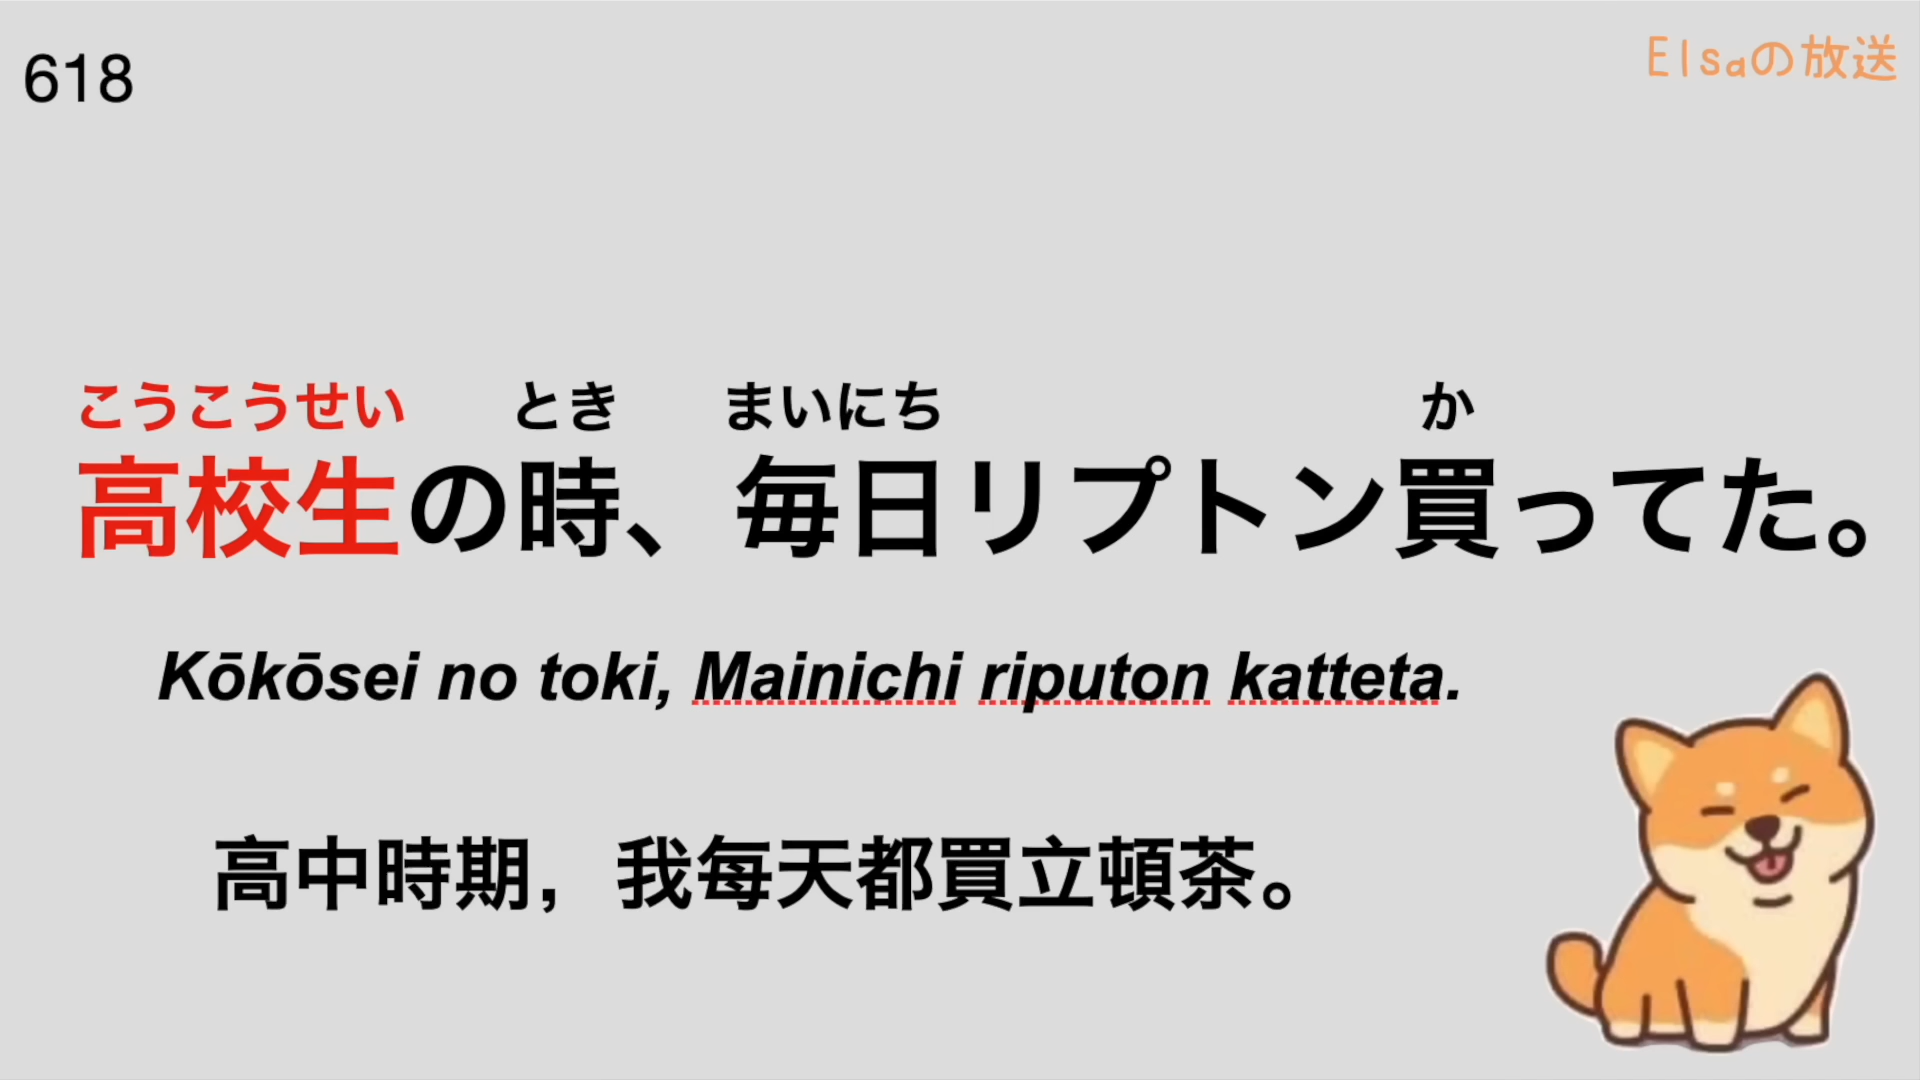 618
Elsaの放送
こうこうせい とき まいにち か
高校生の時、毎日リプトン買ってた。
Kōkōsei no toki, Mainichi riputon katteta.
高中時期，我每天都買立頓茶。